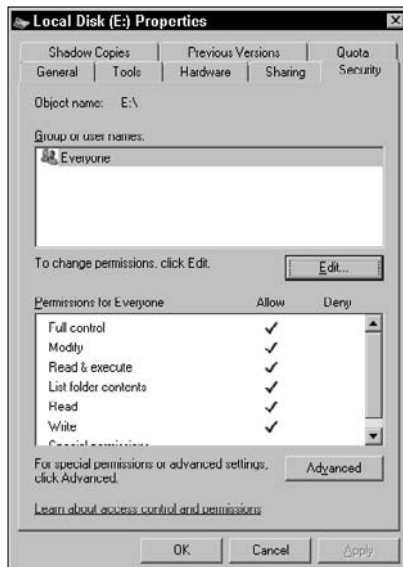 Local Disk (E:) Properties
Shadow Copies Previous Versions Quota
General Tools Hardware Sharing Security
Object name: E:\
Group or user names:
Everyone
To change permissions, click Edit.
Edit...
Permissions for Everyone Allow Deny
Full control
Modify
Read & execute
List folder contents
Read
Write
Special permissions
For special permissions or advanced settings,
click Advanced.
Advanced
Learn about access control and permissions
OK Cancel Apply